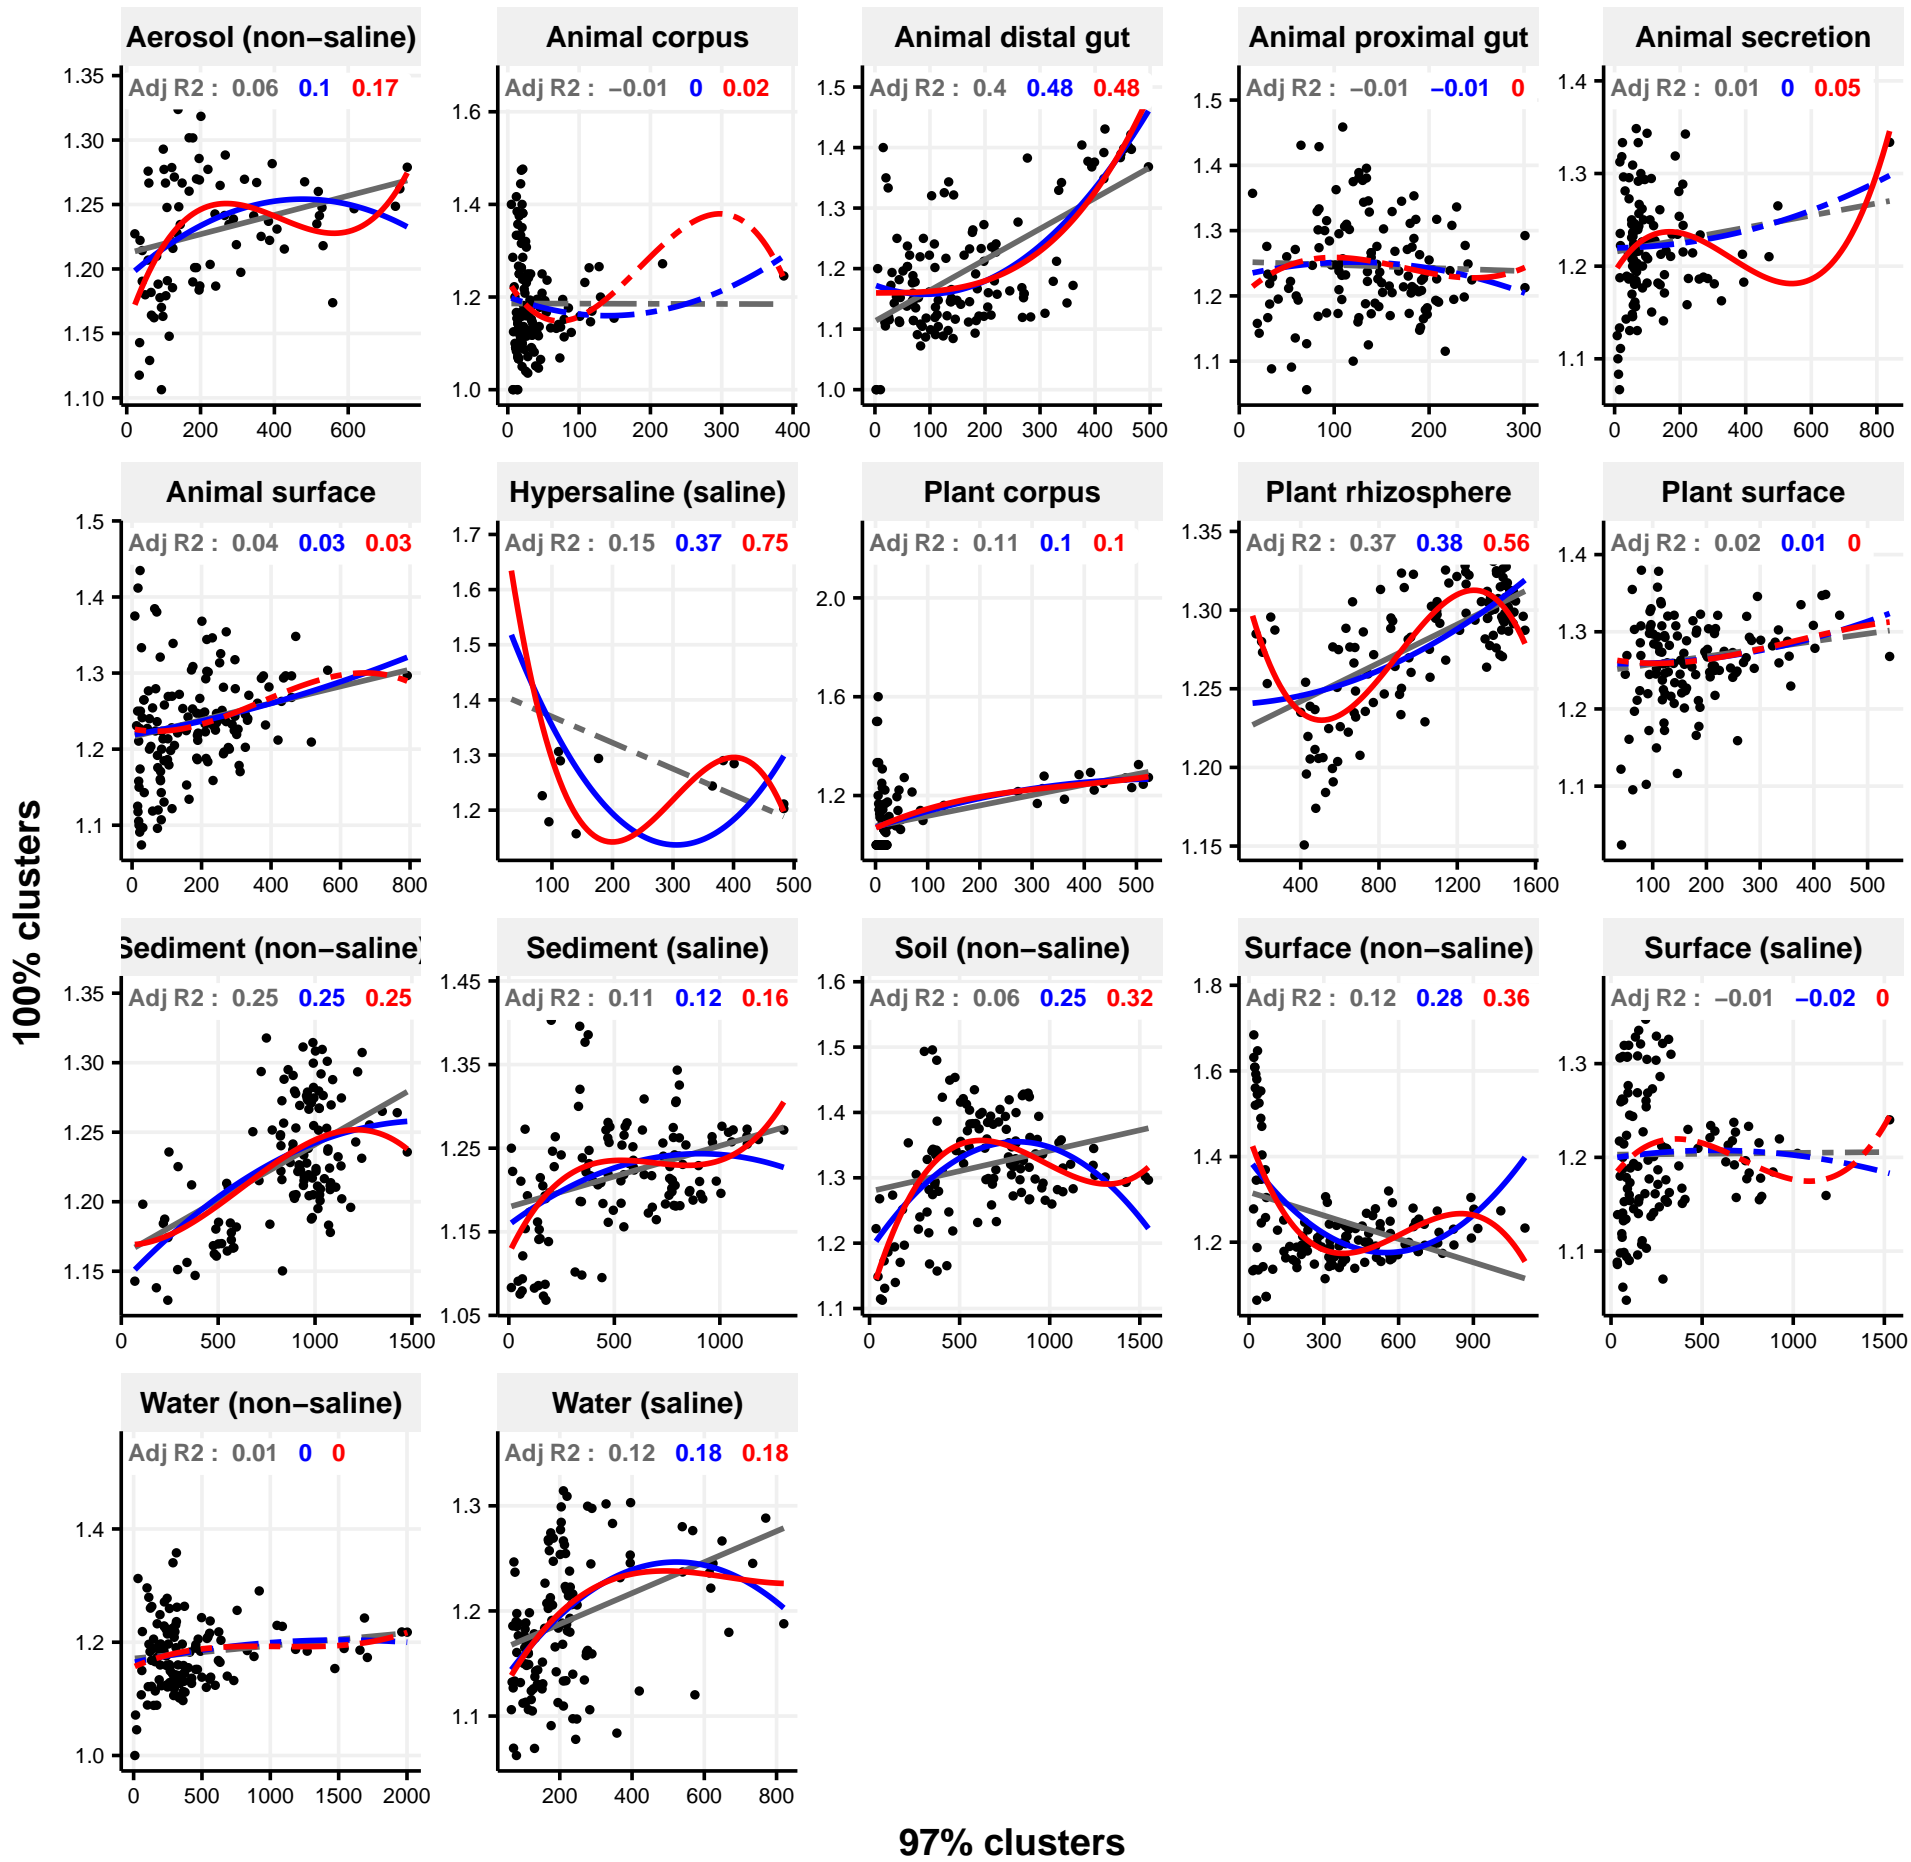 Aerosol (non−saline) Animal corpus Animal distal gut Animal proximal gut Animal secretion
Adj R2 : 0.06 0.1 0.17
1.35
1.30
1.25
1.20
1.15
1.10
0 200 400 600
Adj R2 : −0.01 0 0.02
1.6
1.4
1.2
1.0
0 100 200 300 400
Adj R2 : 0.4 0.48 0.48
1.5
1.4
1.3
1.2
1.1
1.0
0 100 200 300 400 500
Adj R2 : −0.01 −0.01 0
1.5
1.4
1.3
1.2
1.1
0 100 200 300
Adj R2 : 0.01 0 0.05
1.4
1.3
1.2
1.1
0 200 400 600 800
Animal surface Hypersaline (saline) Plant corpus Plant rhizosphere Plant surface
Adj R2 : 0.04 0.03 0.03
1.5
1.4
1.3
1.2
1.1
0 200 400 600 800
Adj R2 : 0.15 0.37 0.75
1.7
1.6
1.5
1.4
1.3
1.2
100 200 300 400 500
Adj R2 : 0.11 0.1 0.1
2.0
1.6
1.2
0 100 200 300 400 500
Adj R2 : 0.37 0.38 0.56
1.35
1.30
1.25
1.20
1.15
400 800 1200 1600
Adj R2 : 0.02 0.01 0
1.4
1.3
1.2
1.1
100 200 300 400 500
Sediment (non−saline) Sediment (saline) Soil (non−saline) Surface (non−saline) Surface (saline)
Adj R2 : 0.25 0.25 0.25
1.35
1.30
1.25
1.20
1.15
0 500 1000 1500
Adj R2 : 0.11 0.12 0.16
1.45
1.35
1.25
1.15
1.05
0 500 1000
Adj R2 : 0.06 0.25 0.32
1.6
1.5
1.4
1.3
1.2
1.1
0 500 1000 1500
Adj R2 : 0.12 0.28 0.36
1.8
1.6
1.4
1.2
0 300 600 900
Adj R2 : −0.01 −0.02 0
1.3
1.2
1.1
0 500 1000 1500
Water (non−saline) Water (saline)
Adj R2 : 0.01 0 0
1.4
1.2
1.0
0 500 1000 1500 2000
Adj R2 : 0.12 0.18 0.18
1.3
1.2
1.1
200 400 600 800
100% clusters
97% clusters